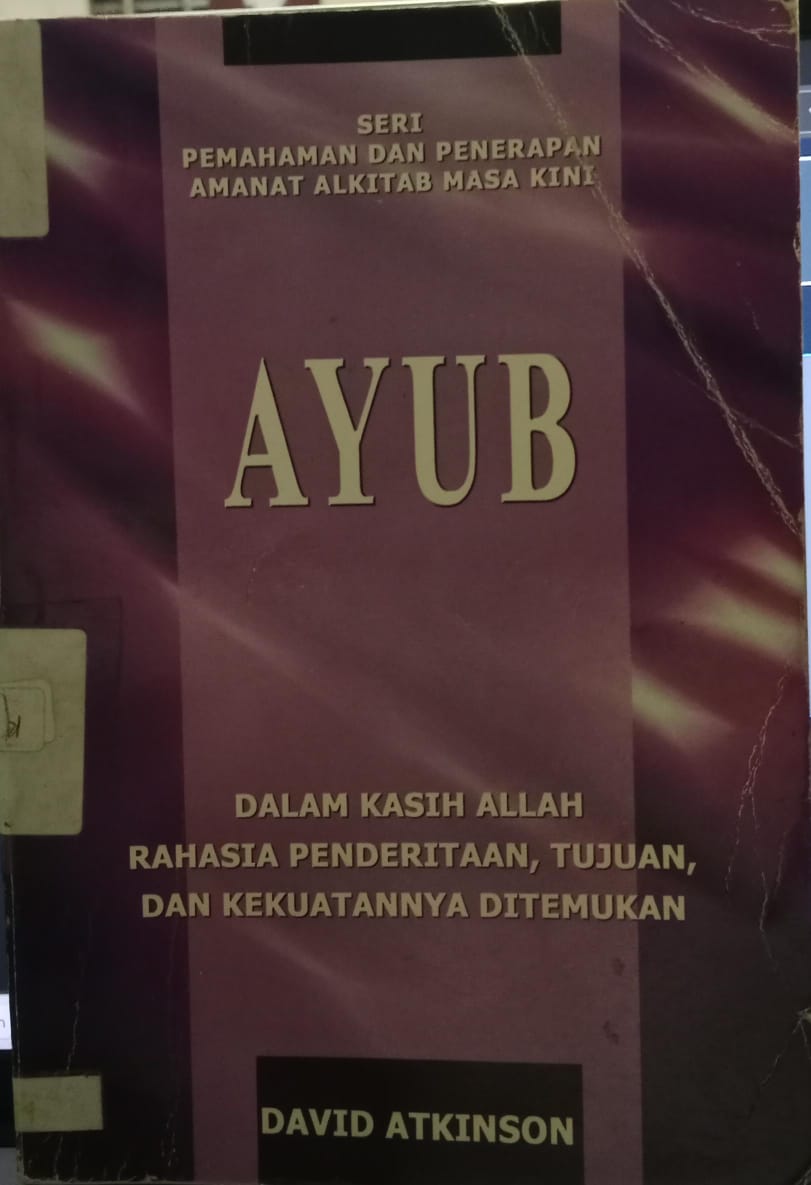 SERI
PEMAHAMAN DAN PENERAPAN
AMANAT ALKITAB MASA KINI
AYUB
DALAM KASIH ALLAH
RAHASIA PENDERITAAN, TUJUAN,
DAN KEKUATANNYA DITEMUKAN
DAVID ATKINSON